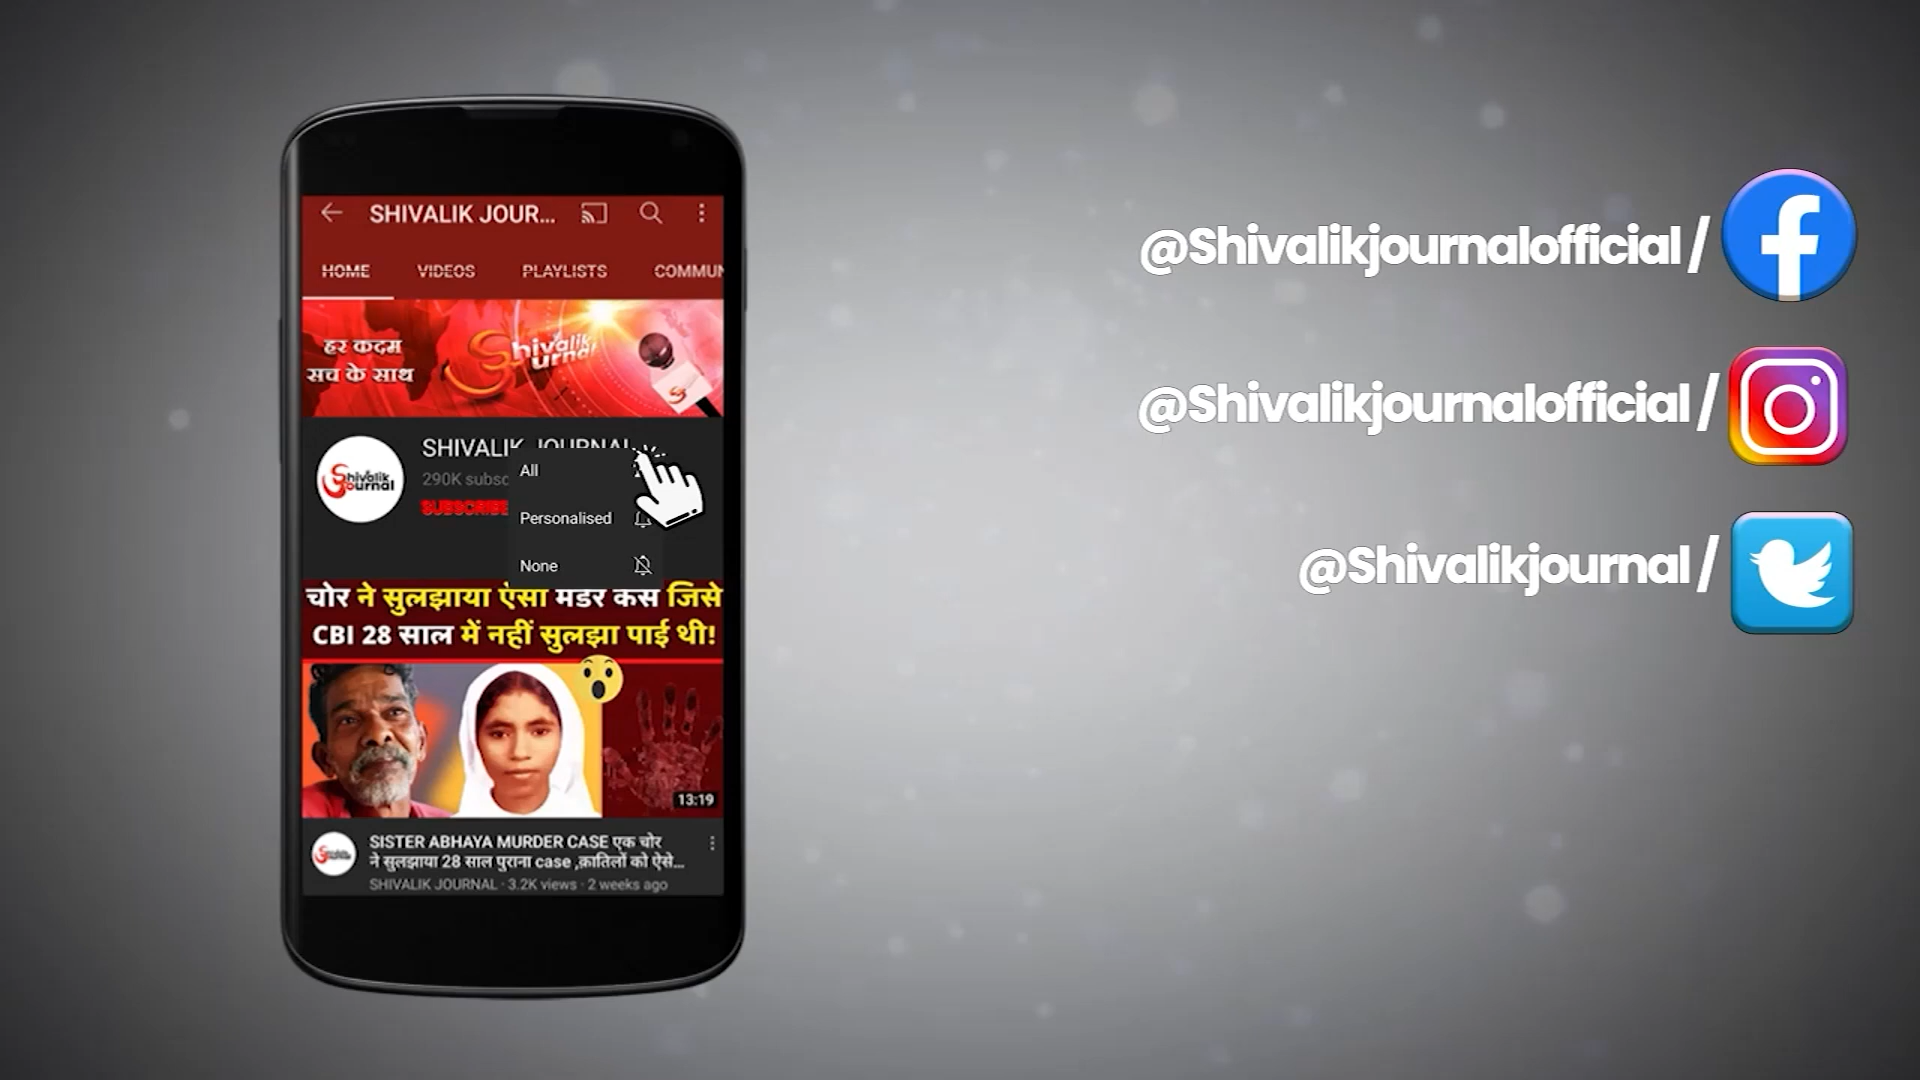 SHIVALIK JOUR...
HOME VIDEOS PLAYLISTS COMMUN
हर कदम
सच के साथ
Shivalik
Journal
SHIVALIK JOURNAL
290K subsc
SUBSCRIBE
All
Personalised
None
चोर ने सुलझाया ऐसा मडर कस जिसे
CBI 28 साल में नहीं सुलझा पाई थी!
13:19
SISTER ABHAYA MURDER CASE एक चोर
ने सुलझाया 28 साल पुराना case ,क़ातिलों को ऐसे...
SHIVALIK JOURNAL · 3.2K views · 2 weeks ago
@Shivalikjournalofficial /
@Shivalikjournalofficial /
@Shivalikjournal /